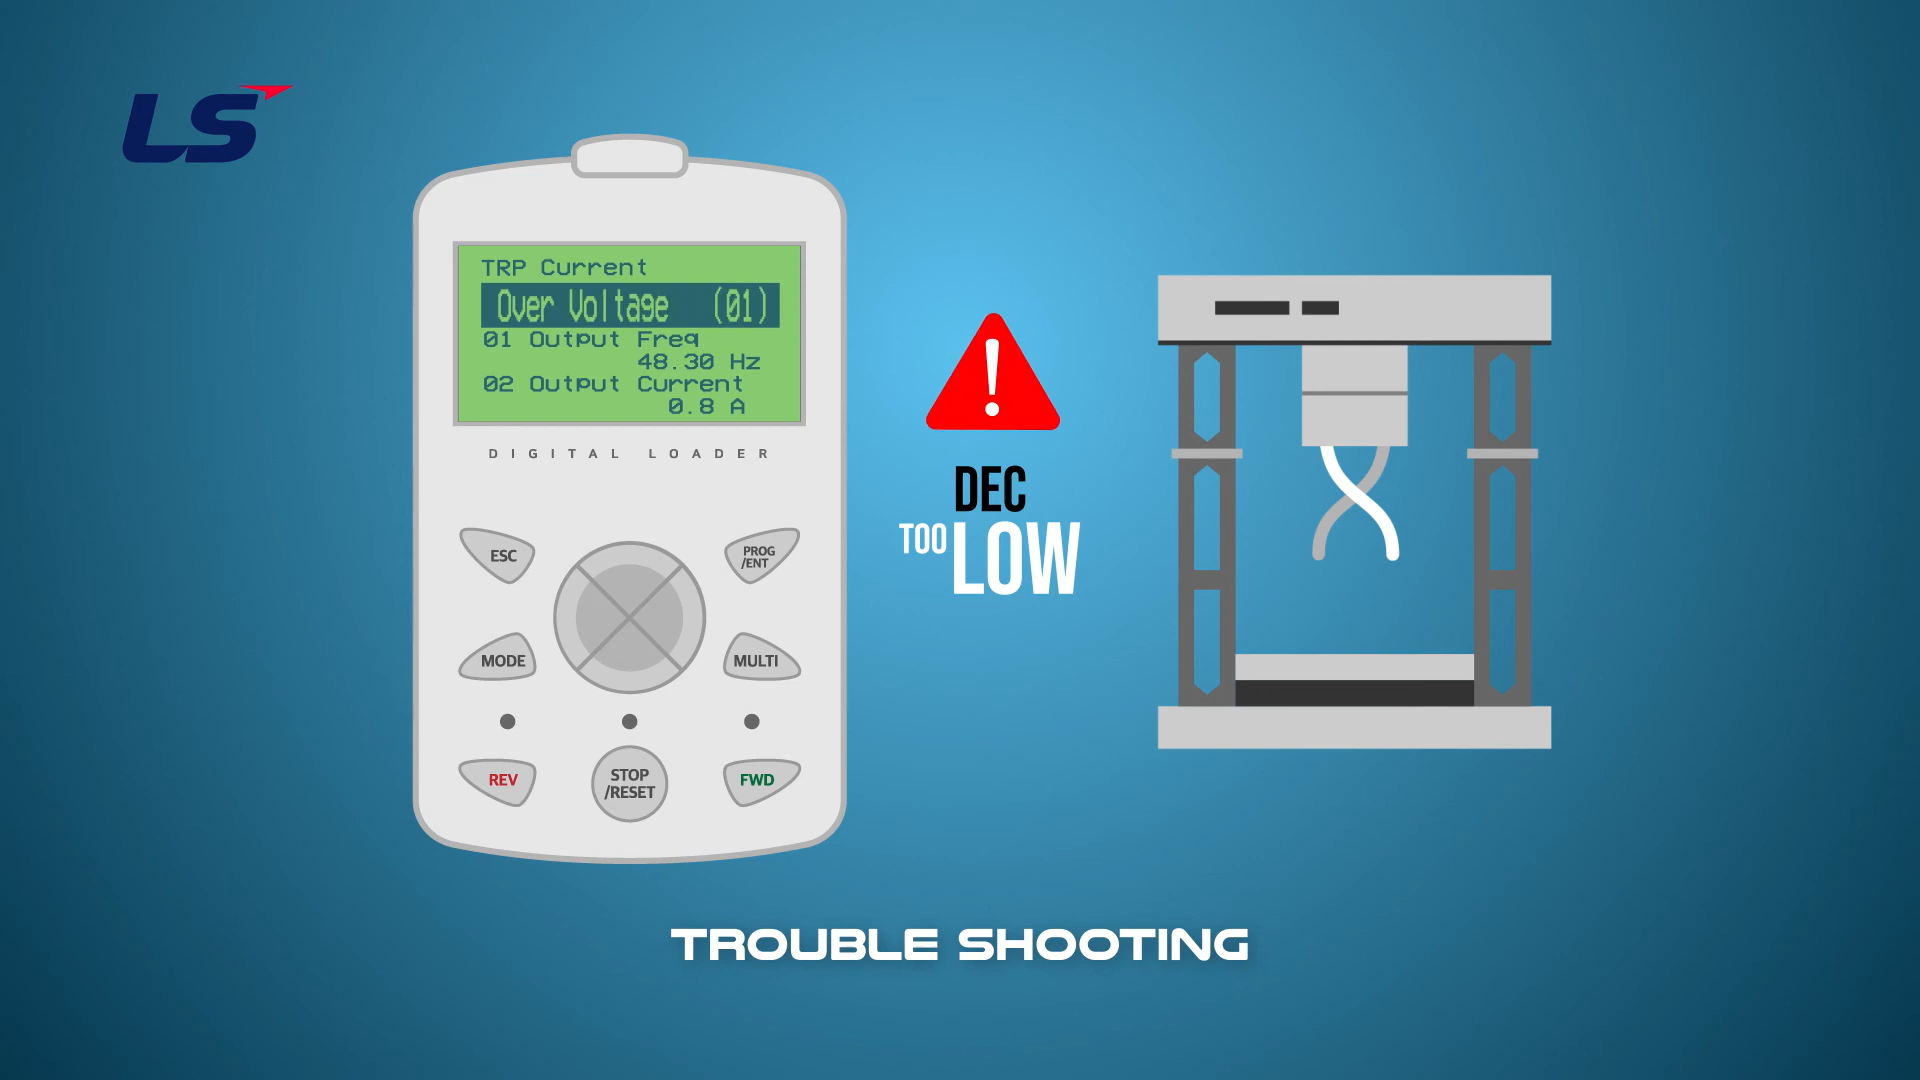 LS
TRP Current
Over Voltage (01)
01 Output Freq
48.30 Hz
02 Output Current
0.8 A
DIGITAL LOADER
ESC
PROG
/ENT
MODE
MULTI
REV
STOP
/RESET
FWD
DEC
TOO LOW
TROUBLE SHOOTING